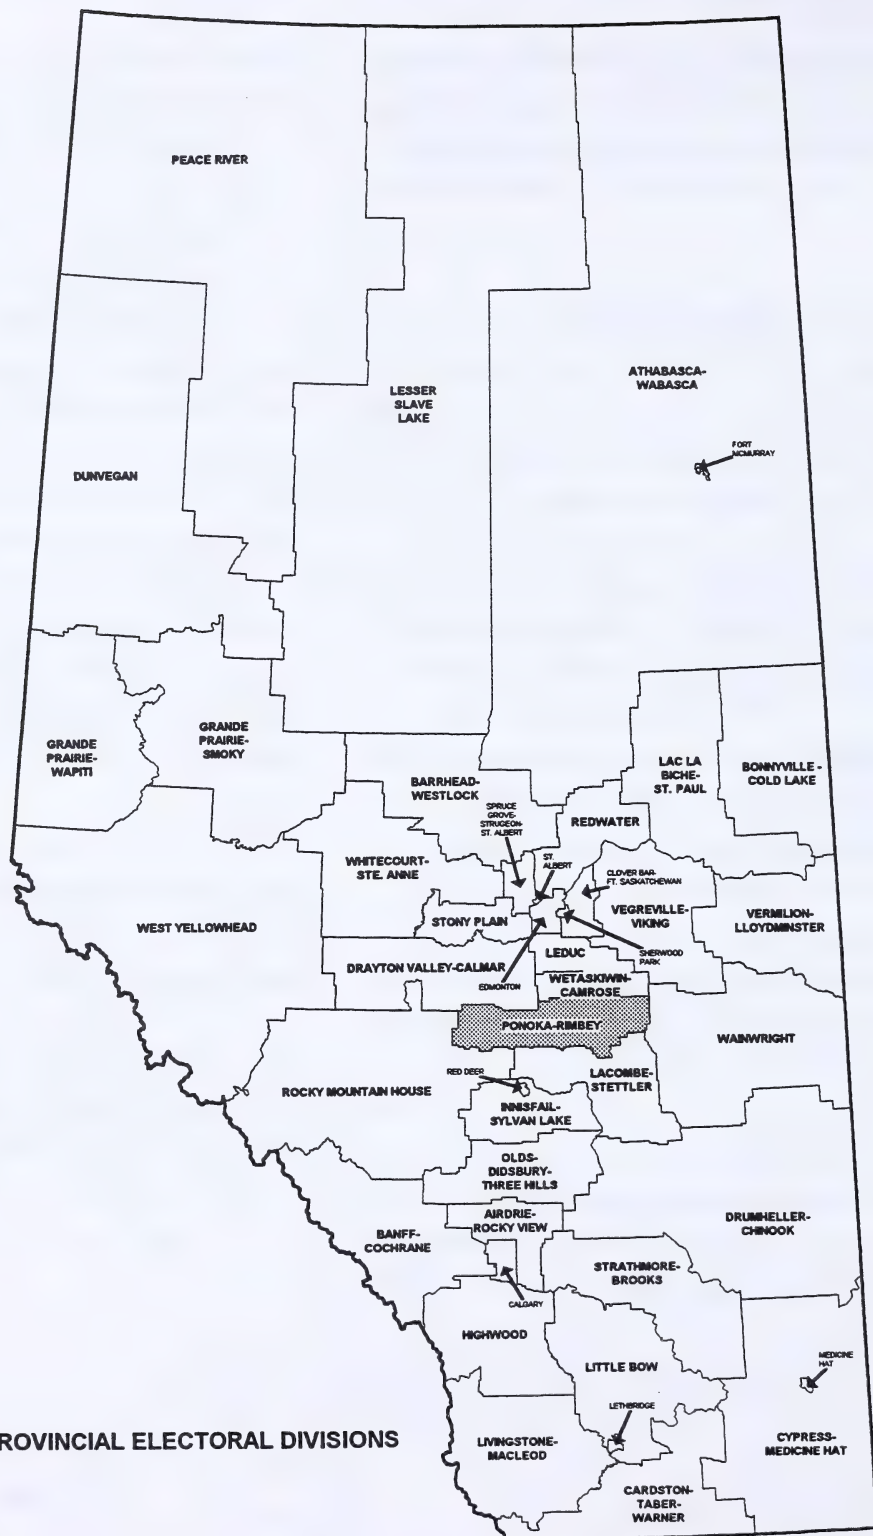 PEACE RIVER
ATHABASCA-
WABASCA
LESSER
SLAVE
LAKE
FORT
MCMURRAY
DUNVEGAN
GRANDE
PRAIRIE-
SMOKY
GRANDE
PRAIRIE-
WAPITI
LAC LA
BICHE-
ST. PAUL
BONNYVILLE -
COLD LAKE
BARRHEAD-
WESTLOCK
SPRUCE
GROVE-
STRUGEON-
ST. ALBERT
REDWATER
WHITECOURT-
STE. ANNE
ST.
ALBERT
CLOVER BAR-
FT. SASKATCHEWAN
WEST YELLOWHEAD
STONY PLAIN
VEGREVILLE-
VIKING
VERMILION-
LLOYDMINSTER
LEDUC
SHERWOOD
PARK
DRAYTON VALLEY-CALMAR
EDMONTON
WETASKIWIN-
CAMROSE
PONOKA-RIMBEY
WAINWRIGHT
RED DEER
LACOMBE-
STETTLER
ROCKY MOUNTAIN HOUSE
INNISFAIL-
SYLVAN LAKE
OLDS-
DIDSBURY-
THREE HILLS
AIRDRIE-
ROCKY VIEW
DRUMHELLER-
CHINOOK
BANFF-
COCHRANE
STRATHMORE-
BROOKS
CALGARY
HIGHWOOD
LITTLE BOW
MEDICINE
HAT
LETHBRIDGE
ROVINCIAL ELECTORAL DIVISIONS
LIVINGSTONE-
MACLEOD
CYPRESS-
MEDICINE HAT
CARDSTON-
TABER-
WARNER